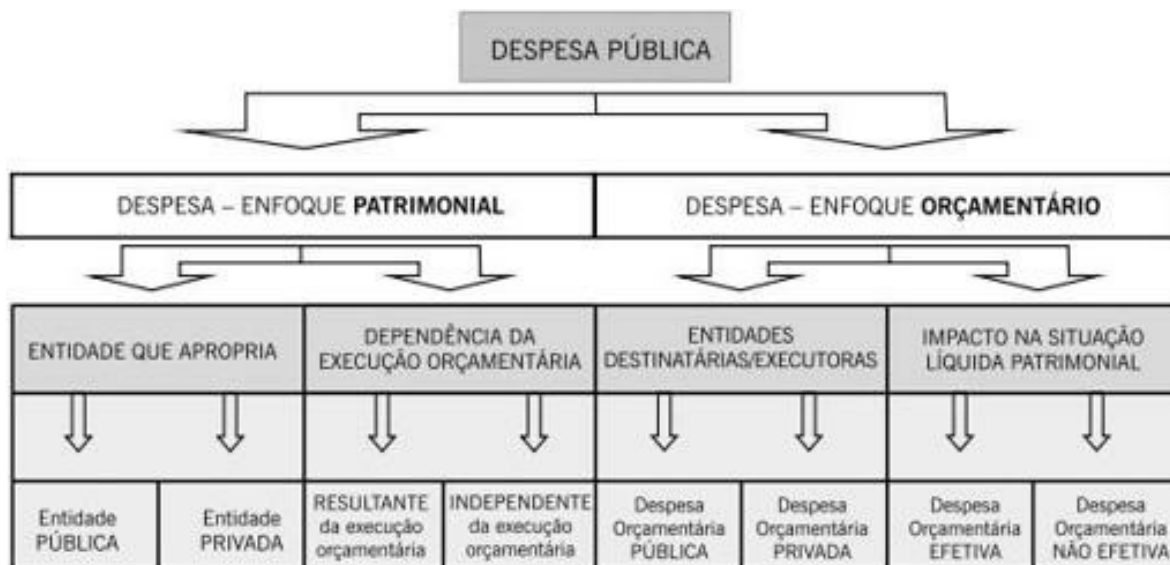 DESPESA PÚBLICA
DESPESA – ENFOQUE PATRIMONIAL
DESPESA – ENFOQUE ORÇAMENTÁRIO
ENTIDADE QUE APROPRIA
DEPENDÊNCIA DA
EXECUÇÃO ORÇAMENTÁRIA
ENTIDADES
DESTINATÁRIAS/EXECUTORAS
IMPACTO NA SITUAÇÃO
LÍQUIDA PATRIMONIAL
Entidade
PÚBLICA
Entidade
PRIVADA
RESULTANTE
da execução
orçamentária
INDEPENDENTE
da execução
orçamentária
Despesa
Orçamentária
PÚBLICA
Despesa
Orçamentária
PRIVADA
Despesa
Orçamentária
EFETIVA
Despesa
Orçamentária
NÃO EFETIVA